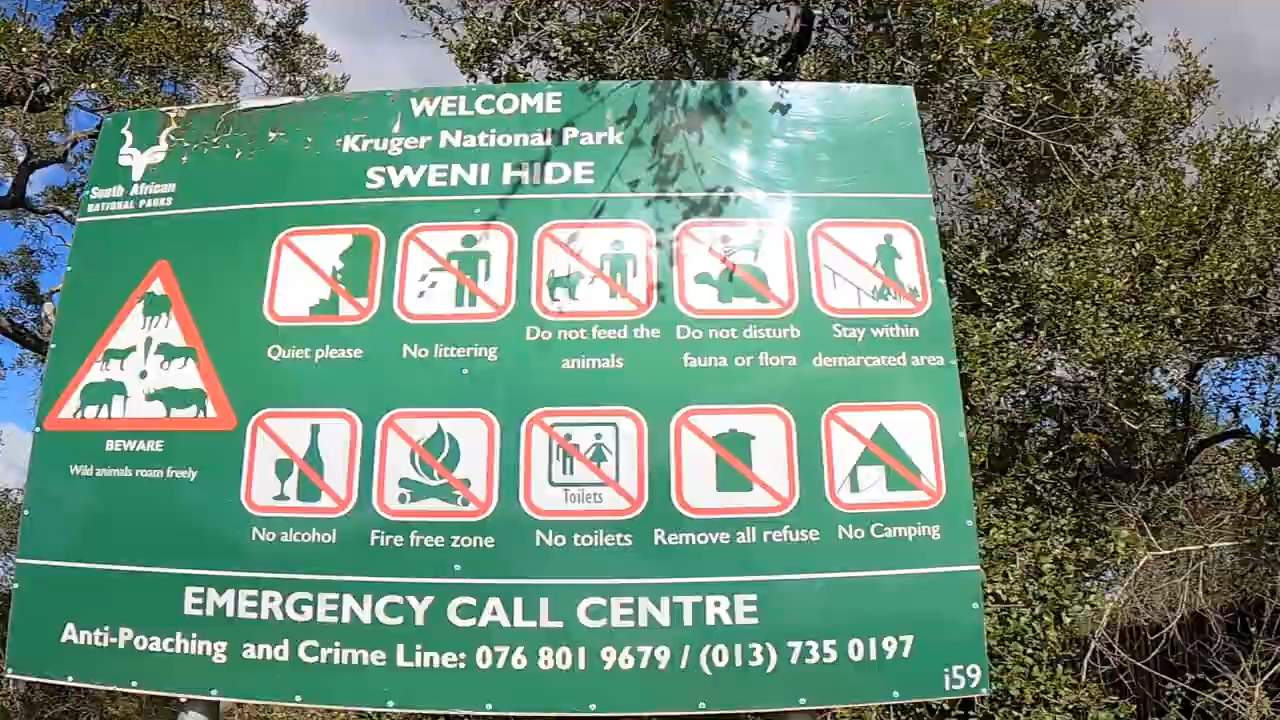 WELCOME
Kruger National Park
SWENI HIDE
South African
NATIONAL PARKS
Quiet please
No littering
Do not feed the
animals
Do not disturb
fauna or flora
Stay within
demarcated area
BEWARE
Wild animals roam freely
No alcohol
Fire free zone
Toilets
No toilets
Remove all refuse
No Camping
EMERGENCY CALL CENTRE
Anti-Poaching and Crime Line: 076 801 9679 / (013) 735 0197
i59